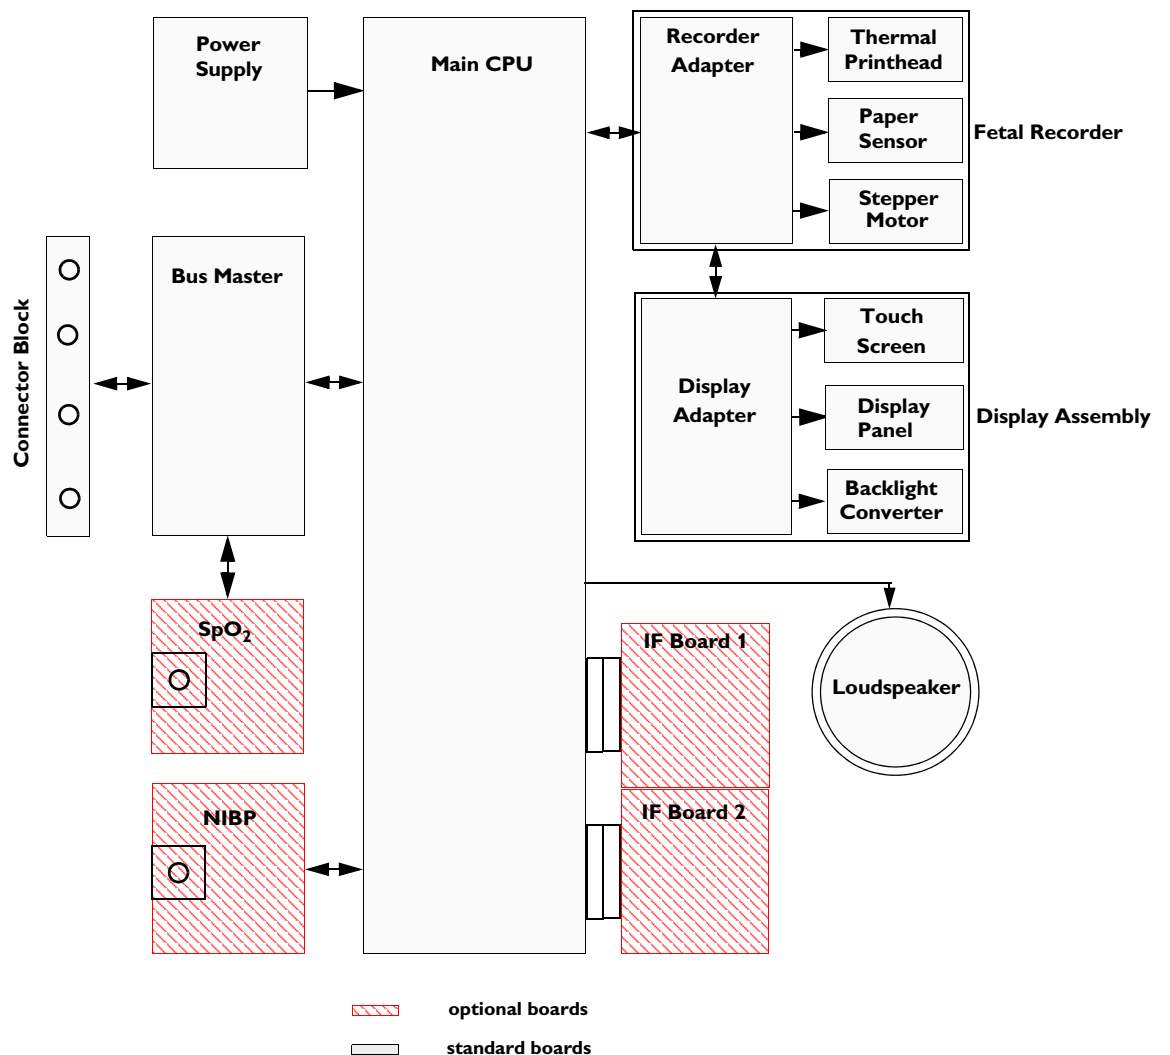 Power
Supply
Main CPU
Recorder
Adapter
Thermal
Printhead
Paper
Sensor
Stepper
Motor
Fetal Recorder
Connector Block
Bus Master
Display
Adapter
Touch
Screen
Display
Panel
Backlight
Converter
Display Assembly
SpO₂
NIBP
IF Board 1
IF Board 2
Loudspeaker
optional boards
standard boards